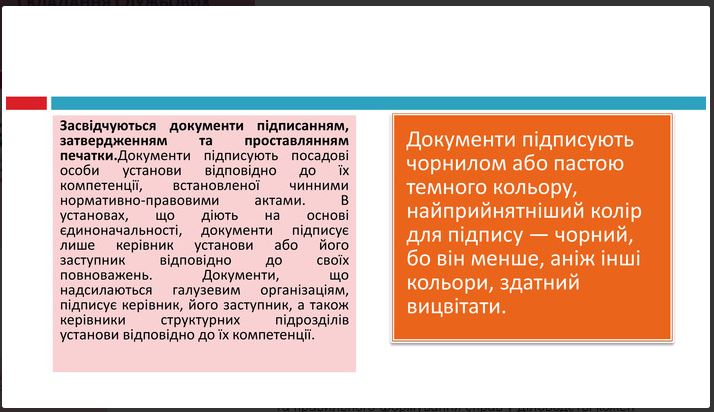 Засвідчуються документи підписанням,
затвердженням та проставлянням
печатки.Документи підписують посадові
особи установи відповідно до їх
компетенції, встановленої чинними
нормативно-правовими актами. В
установах, що діють на основі
єдиноначальності, документи підписує
лише керівник установи або його
заступник відповідно до своїх
повноважень. Документи, що
надсилаються галузевим організаціям,
підписує керівник, його заступник, а також
керівники структурних підрозділів
установи відповідно до їх компетенції.
Документи підписують
чорнилом або пастою
темного кольору,
найприйнятніший колір
для підпису — чорний,
бо він менше, аніж інші
кольори, здатний
вицвітати.